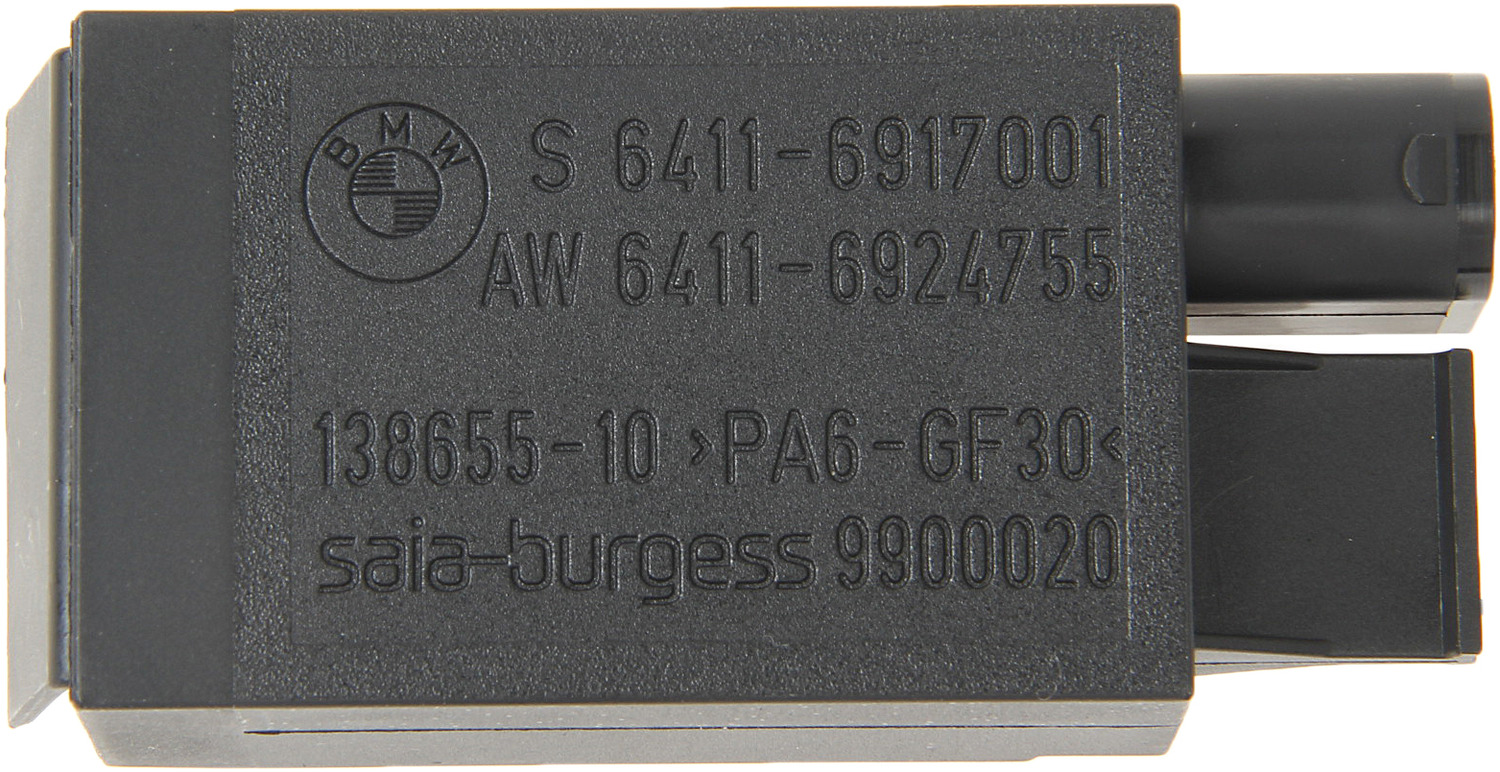 BMW
S 6411-6917001
AW 6411-6924755
138655-10 >PA6-GF30<
saia-burgess 9900020